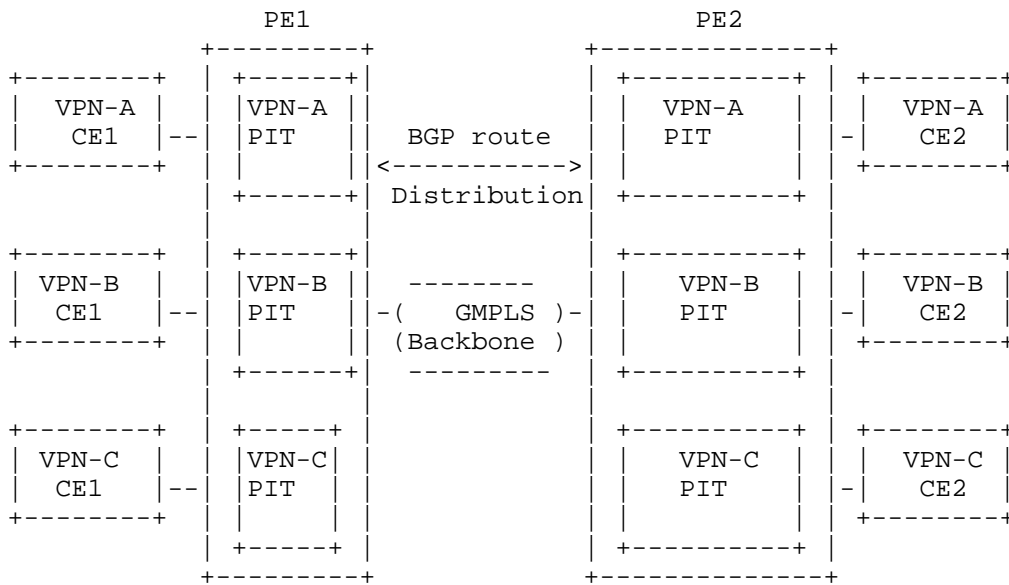 PE1 PE2
VPN-A VPN-A VPN-A VPN-A
CE1 PIT BGP route PIT CE2
Distribution
VPN-B VPN-B VPN-B VPN-B
CE1 PIT GMPLS PIT CE2
Backbone
VPN-C VPN-C VPN-C VPN-C
CE1 PIT PIT CE2